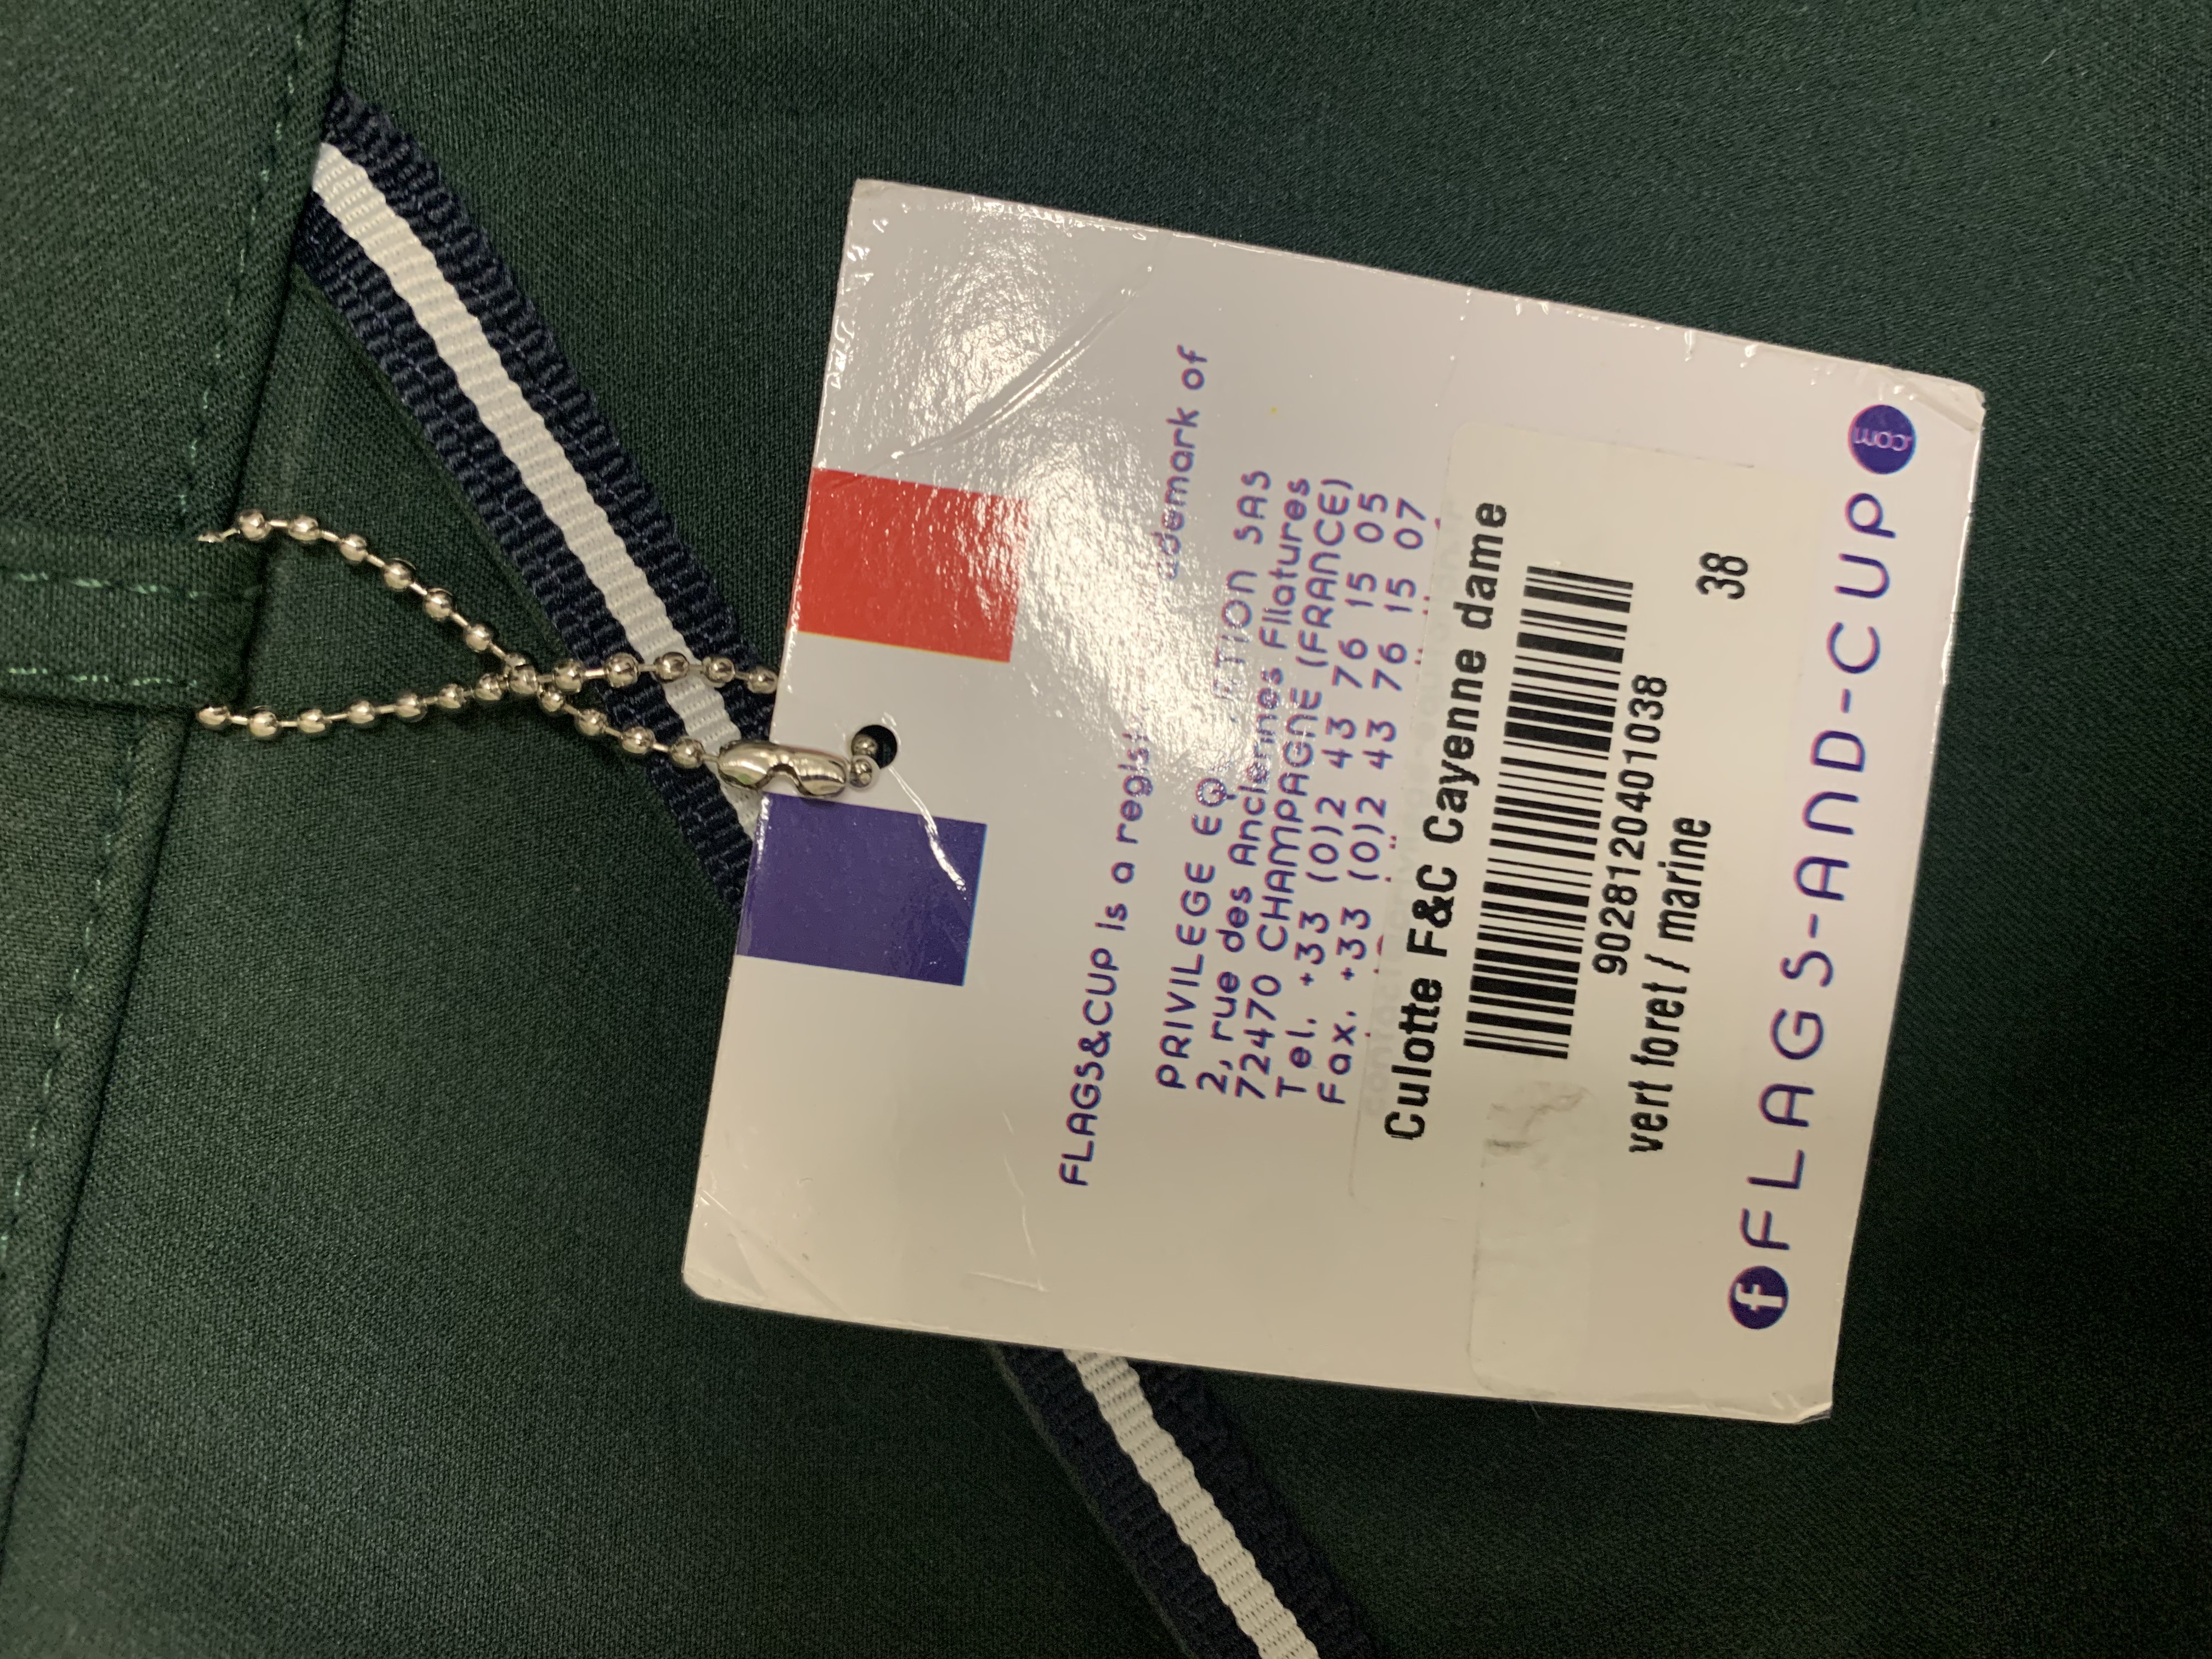 FLAGS&CUP is a of
PRIVILEGE SAS
2, rue des Anciennes Filatures
72470 CHAMPAGNE (FRANCE)
Tel. +33 (0)2 43 76 15 05
Fax. +33 (0)2 43 76 15 07
Culotte F&C Cayenne dame
9028120401038
vert foret / marine
38
f FLAGS-AND-CUP .com